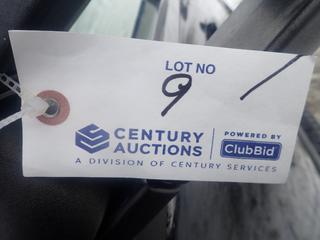 LOT NO
9 /
CENTURY
AUCTIONS
POWERED BY
ClubBid
A DIVISION OF CENTURY SERVICES